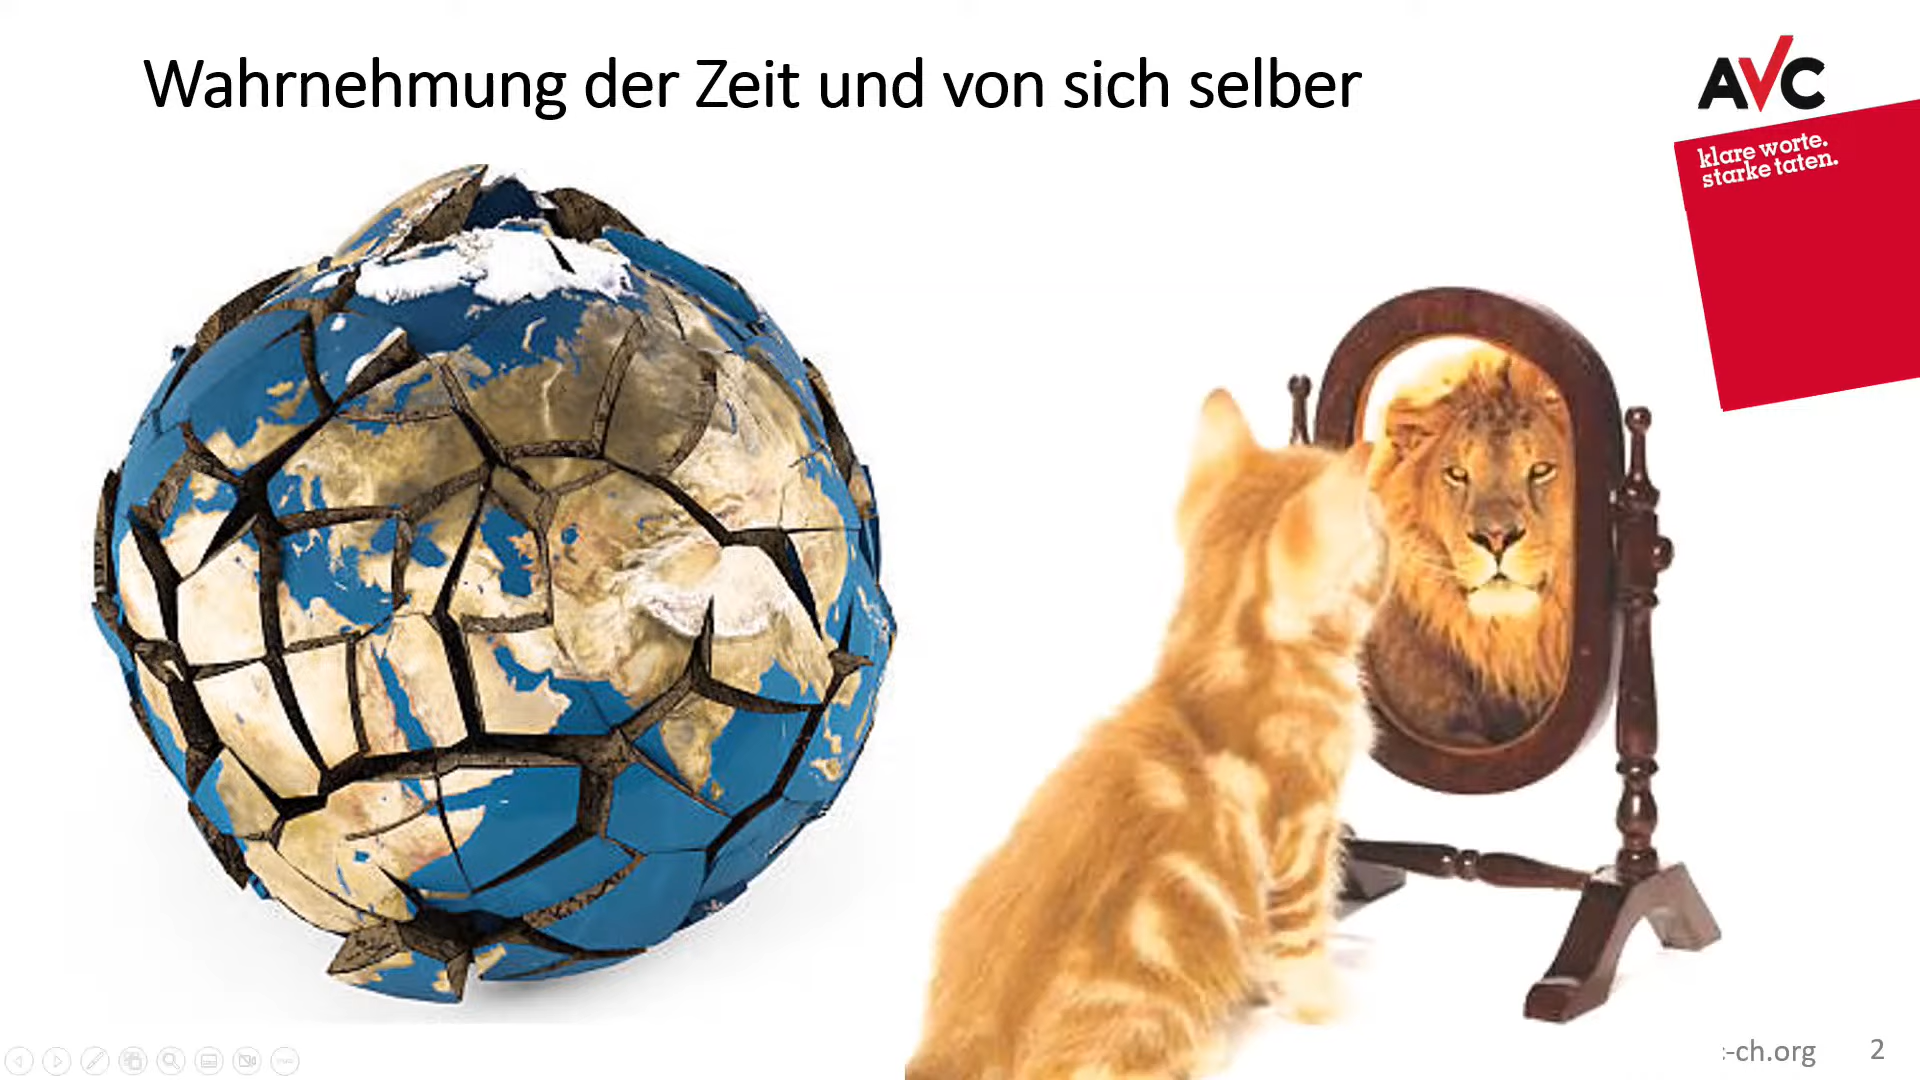 Wahrnehmung der Zeit und von sich selber
AVC
klare worte.
starke taten.
-ch.org
2